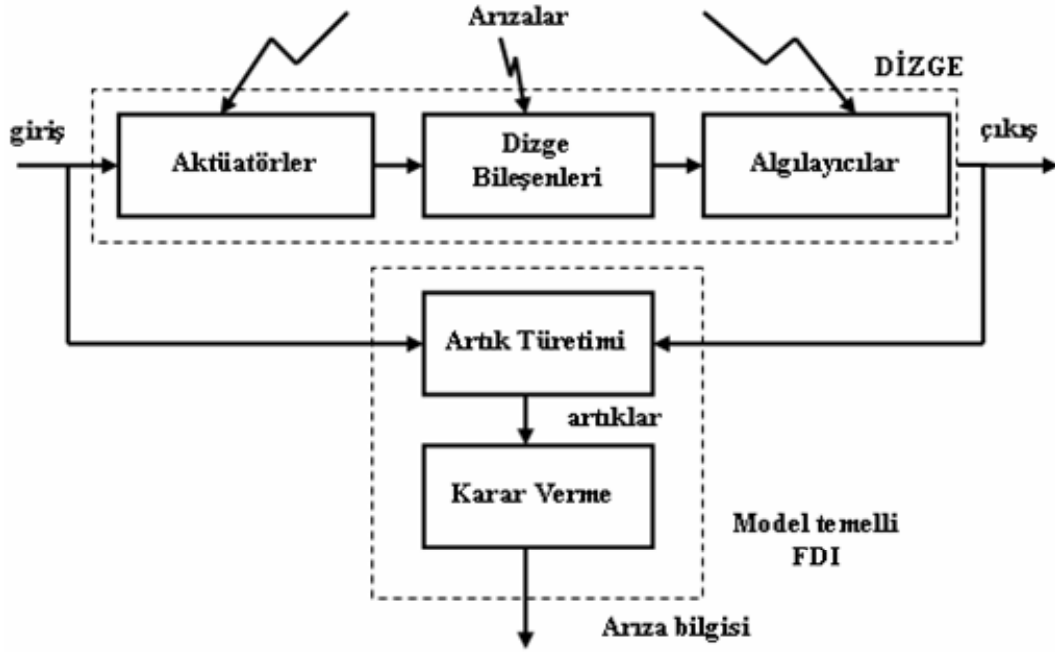 Arızalar
DİZGE
giriş
Aktüatörler
Dizge
Bileşenleri
Algılayıcılar
çıkış
Artık Türetimi
artıklar
Karar Verme
Model temelli
FDI
Arıza bilgisi